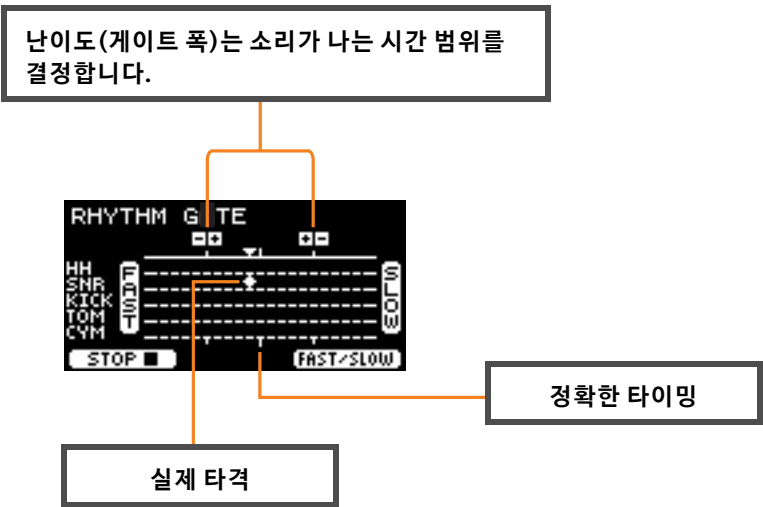 난이도(게이트 폭)는 소리가 나는 시간 범위를
결정합니다.
RHYTHM G TE
HH
SNR
KICK
TOM
CYM
FAST
SLOW
STOP
FAST/SLOW
정확한 타이밍
실제 타격